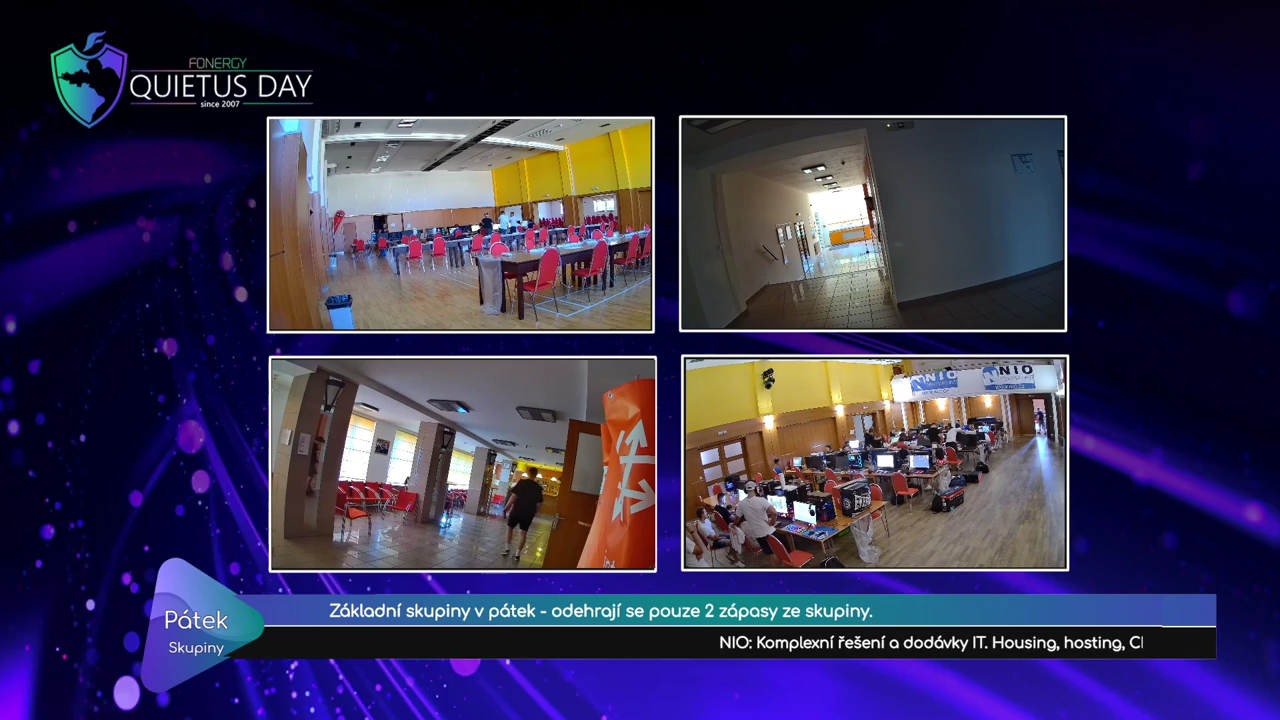 FONERGY
QUIETUS DAY
since 2007
NIO
NIO
Pátek
Skupiny
Základní skupiny v pátek - odehrají se pouze 2 zápasy ze skupiny.
NIO: Komplexní řešení a dodávky IT. Housing, hosting, Cl